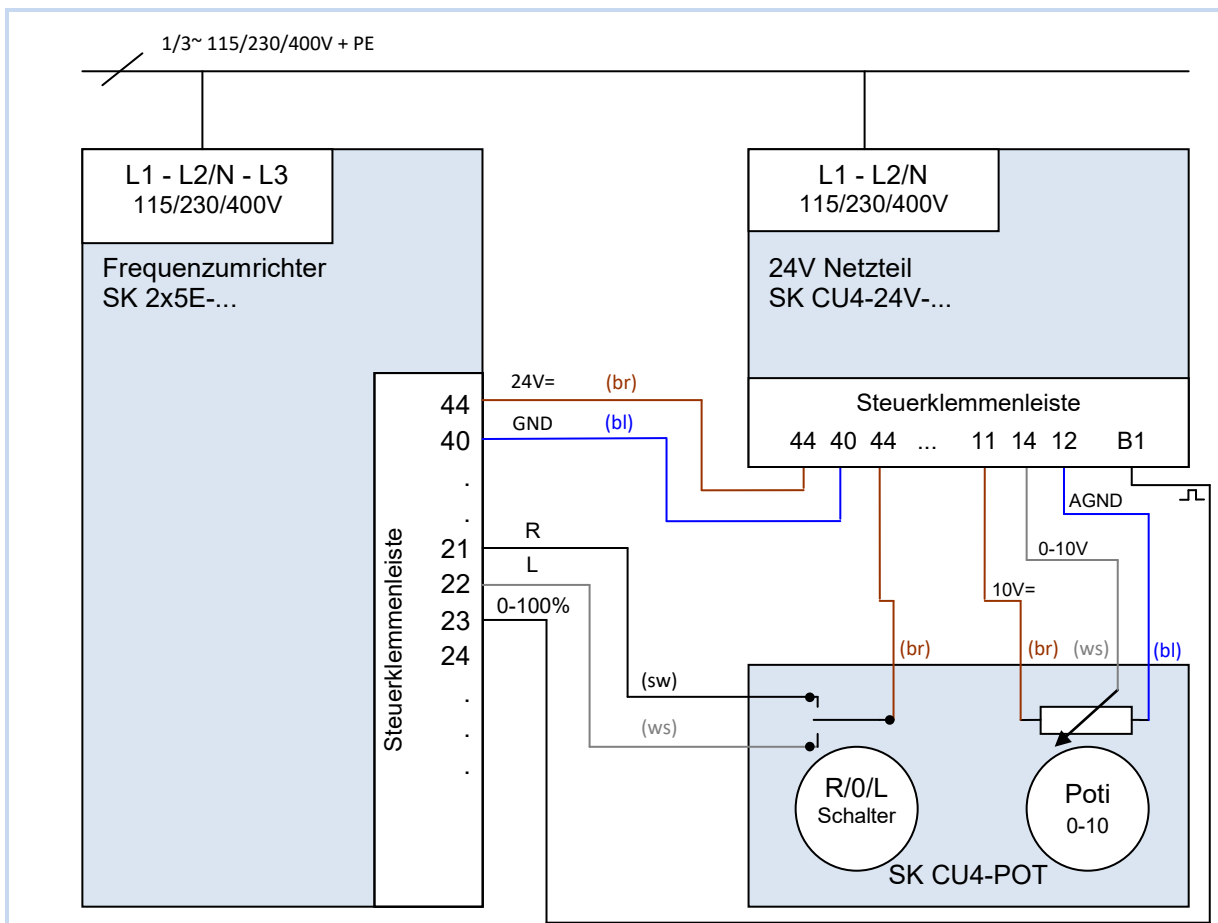 1/3~ 115/230/400V + PE
L1 - L2/N - L3
115/230/400V
Frequenzumrichter
SK 2x5E-...
L1 - L2/N
115/230/400V
24V Netzteil
SK CU4-24V-...
Steuerklemmenleiste
44 40 44 ... 11 14 12 B1
24V= (br)
GND (bl)
44
40
.
.
21
22
23
24
.
.
.
Steuerklemmenleiste
R
L
0-100%
AGND
0-10V
10V=
(br)
(br)
(ws)
(bl)
(sw)
(ws)
R/0/L
Schalter
Poti
0-10
SK CU4-POT